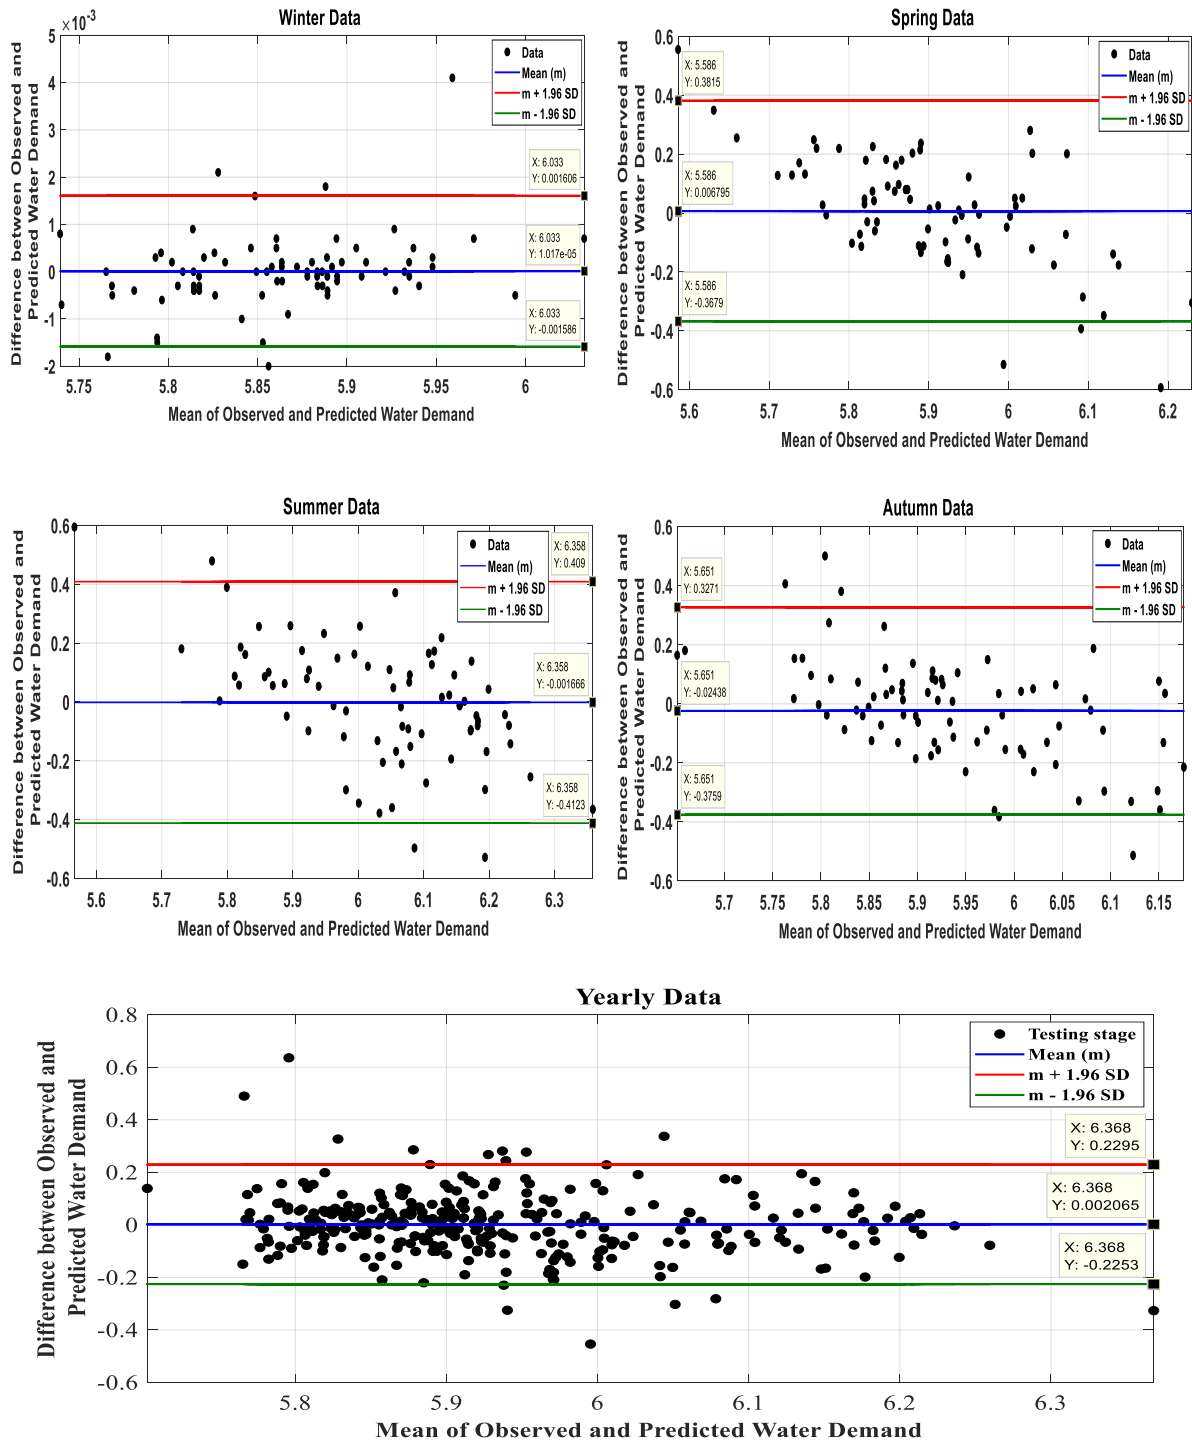 Winter Data
×10^-3
5
4
3
2
1
0
-1
-2
5.75
5.8
5.85
5.9
5.95
6
Difference between Observed and
Predicted Water Demand
Mean of Observed and Predicted Water Demand
Data
Mean (m)
m + 1.96 SD
m - 1.96 SD
X: 6.033
Y: 0.001606
X: 6.033
Y: 1.017e-05
X: 6.033
Y: -0.001586
Spring Data
0.6
0.4
0.2
0
-0.2
-0.4
-0.6
5.6
5.7
5.8
5.9
6
6.1
6.2
Difference between Observed and
Predicted Water Demand
Mean of Observed and Predicted Water Demand
Data
Mean (m)
m + 1.96 SD
m - 1.96 SD
X: 5.586
Y: 0.3815
X: 5.586
Y: 0.006795
X: 5.586
Y: -0.3679
Summer Data
0.6
0.4
0.2
0
-0.2
-0.4
-0.6
5.6
5.7
5.8
5.9
6
6.1
6.2
6.3
Difference between Observed and
Predicted Water Demand
Mean of Observed and Predicted Water Demand
Data
Mean (m)
m + 1.96 SD
m - 1.96 SD
X: 6.358
Y: 0.409
X: 6.358
Y: -0.001666
X: 6.358
Y: -0.4123
Autumn Data
0.6
0.4
0.2
0
-0.2
-0.4
-0.6
5.7
5.75
5.8
5.85
5.9
5.95
6
6.05
6.1
6.15
Difference between Observed and
Predicted Water Demand
Mean of Observed and Predicted Water Demand
Data
Mean (m)
m + 1.96 SD
m - 1.96 SD
X: 5.651
Y: 0.3271
X: 5.651
Y: -0.02438
X: 5.651
Y: -0.3759
Yearly Data
0.8
0.6
0.4
0.2
0
-0.2
-0.4
-0.6
5.8
5.9
6
6.1
6.2
6.3
Difference between Observed and
Predicted Water Demand
Mean of Observed and Predicted Water Demand
Testing stage
Mean (m)
m + 1.96 SD
m - 1.96 SD
X: 6.368
Y: 0.2295
X: 6.368
Y: 0.002065
X: 6.368
Y: -0.2253